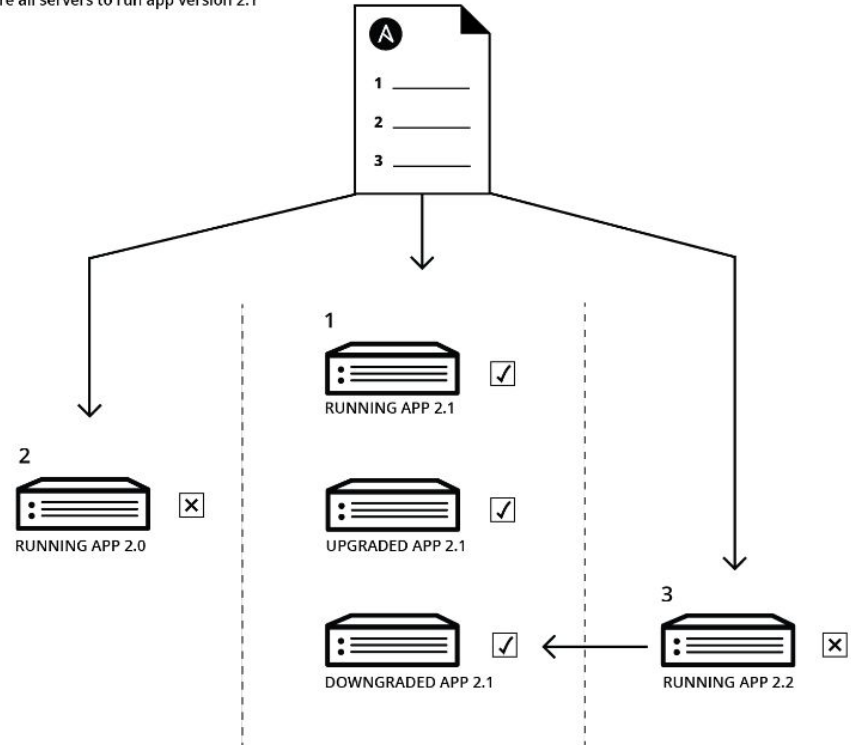 all servers to run app version 2.1
1
2
3
1
RUNNING APP 2.1
2
RUNNING APP 2.0
UPGRADED APP 2.1
3
DOWNGRADED APP 2.1
RUNNING APP 2.2